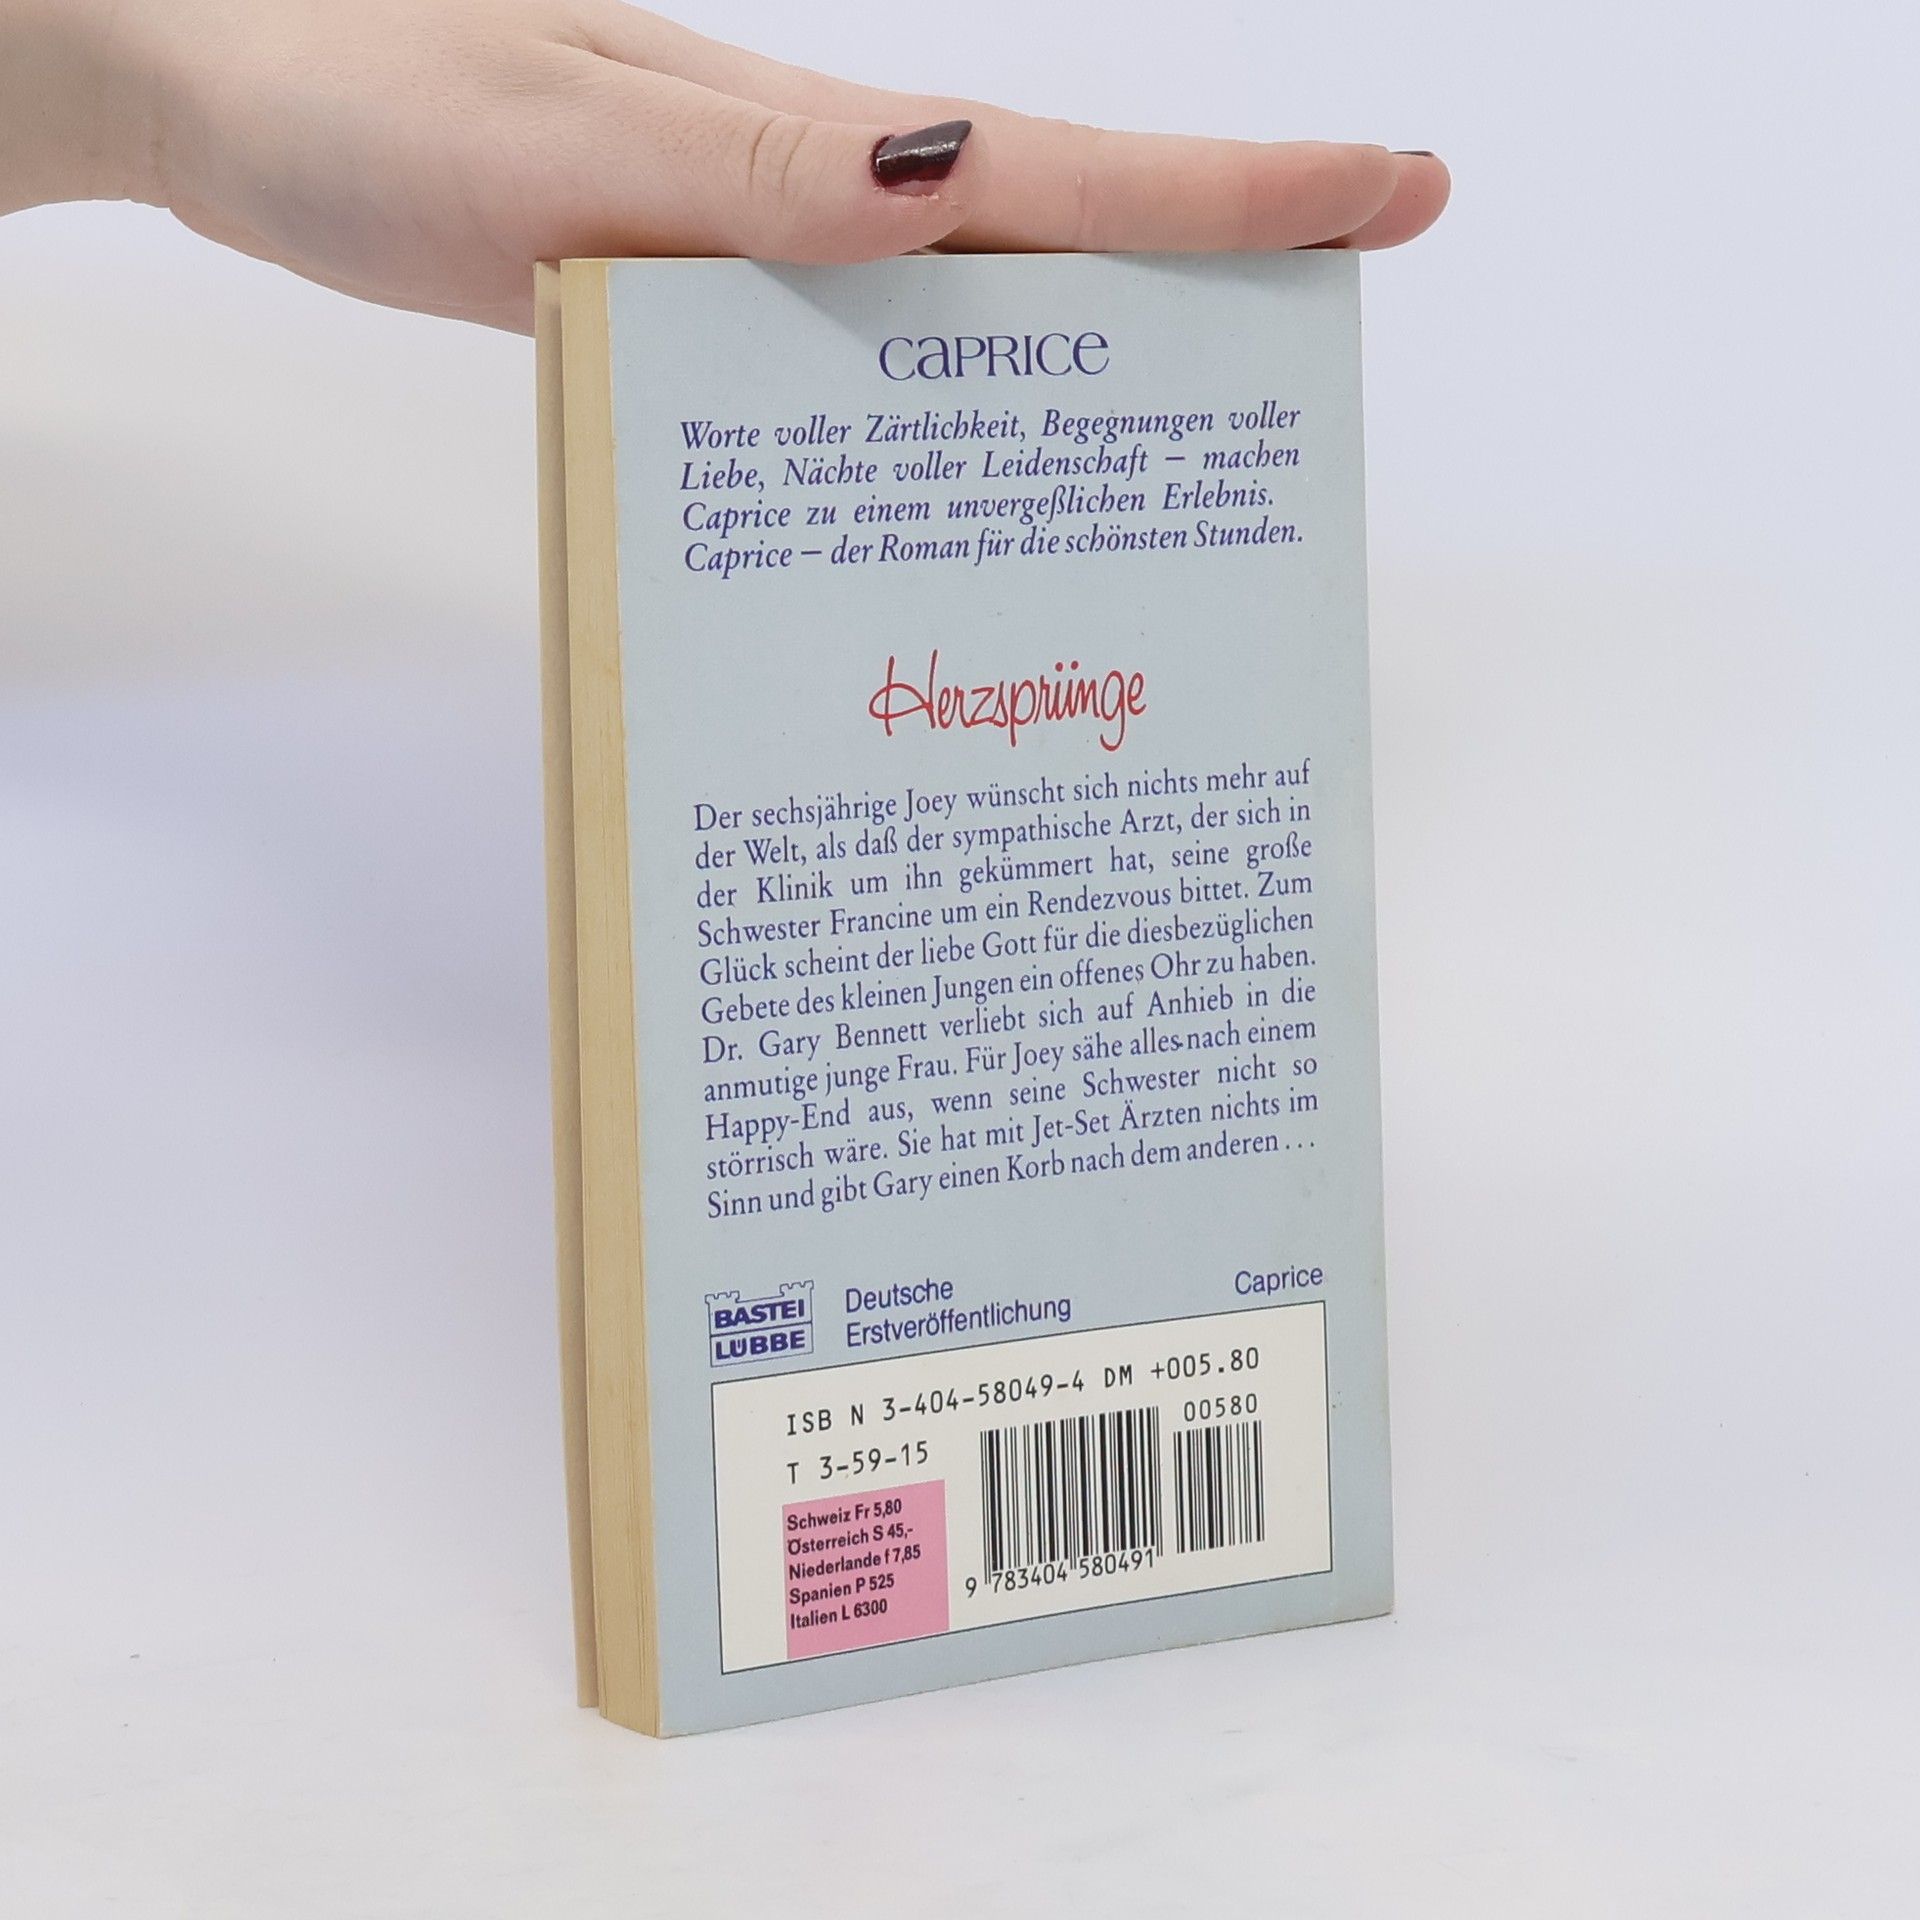 CAPRICE
Worte voller Zärtlichkeit, Begegnungen voller
Liebe, Nächte voller Leidenschaft – machen
Caprice zu einem unvergeßlichen Erlebnis.
Caprice – der Roman für die schönsten Stunden.
Herzsprünge
Der sechsjährige Joey wünscht sich nichts mehr auf
der Welt, als daß der sympathische Arzt, der sich in
der Klinik um ihn gekümmert hat, seine große
Schwester Francine um ein Rendezvous bittet. Zum
Glück scheint der liebe Gott für die diesbezüglichen
Gebete des kleinen Jungen ein offenes Ohr zu haben.
Dr. Gary Bennett verliebt sich auf Anhieb in die
anmutige junge Frau. Für Joey sähe alles nach einem
Happy-End aus, wenn seine Schwester nicht so
störrisch wäre. Sie hat mit Jet-Set Ärzten nichts im
Sinn und gibt Gary einen Korb nach dem anderen . . .
BASTEI
LÜBBE
Deutsche
Erstveröffentlichung
Caprice
ISB N 3-404-58049-4 DM +005.80
T 3-59-15
00580
Schweiz Fr 5,80
Österreich S 45,-
Niederlande f 7,85
Spanien P 525
Italien L 6300
9 783404 580491